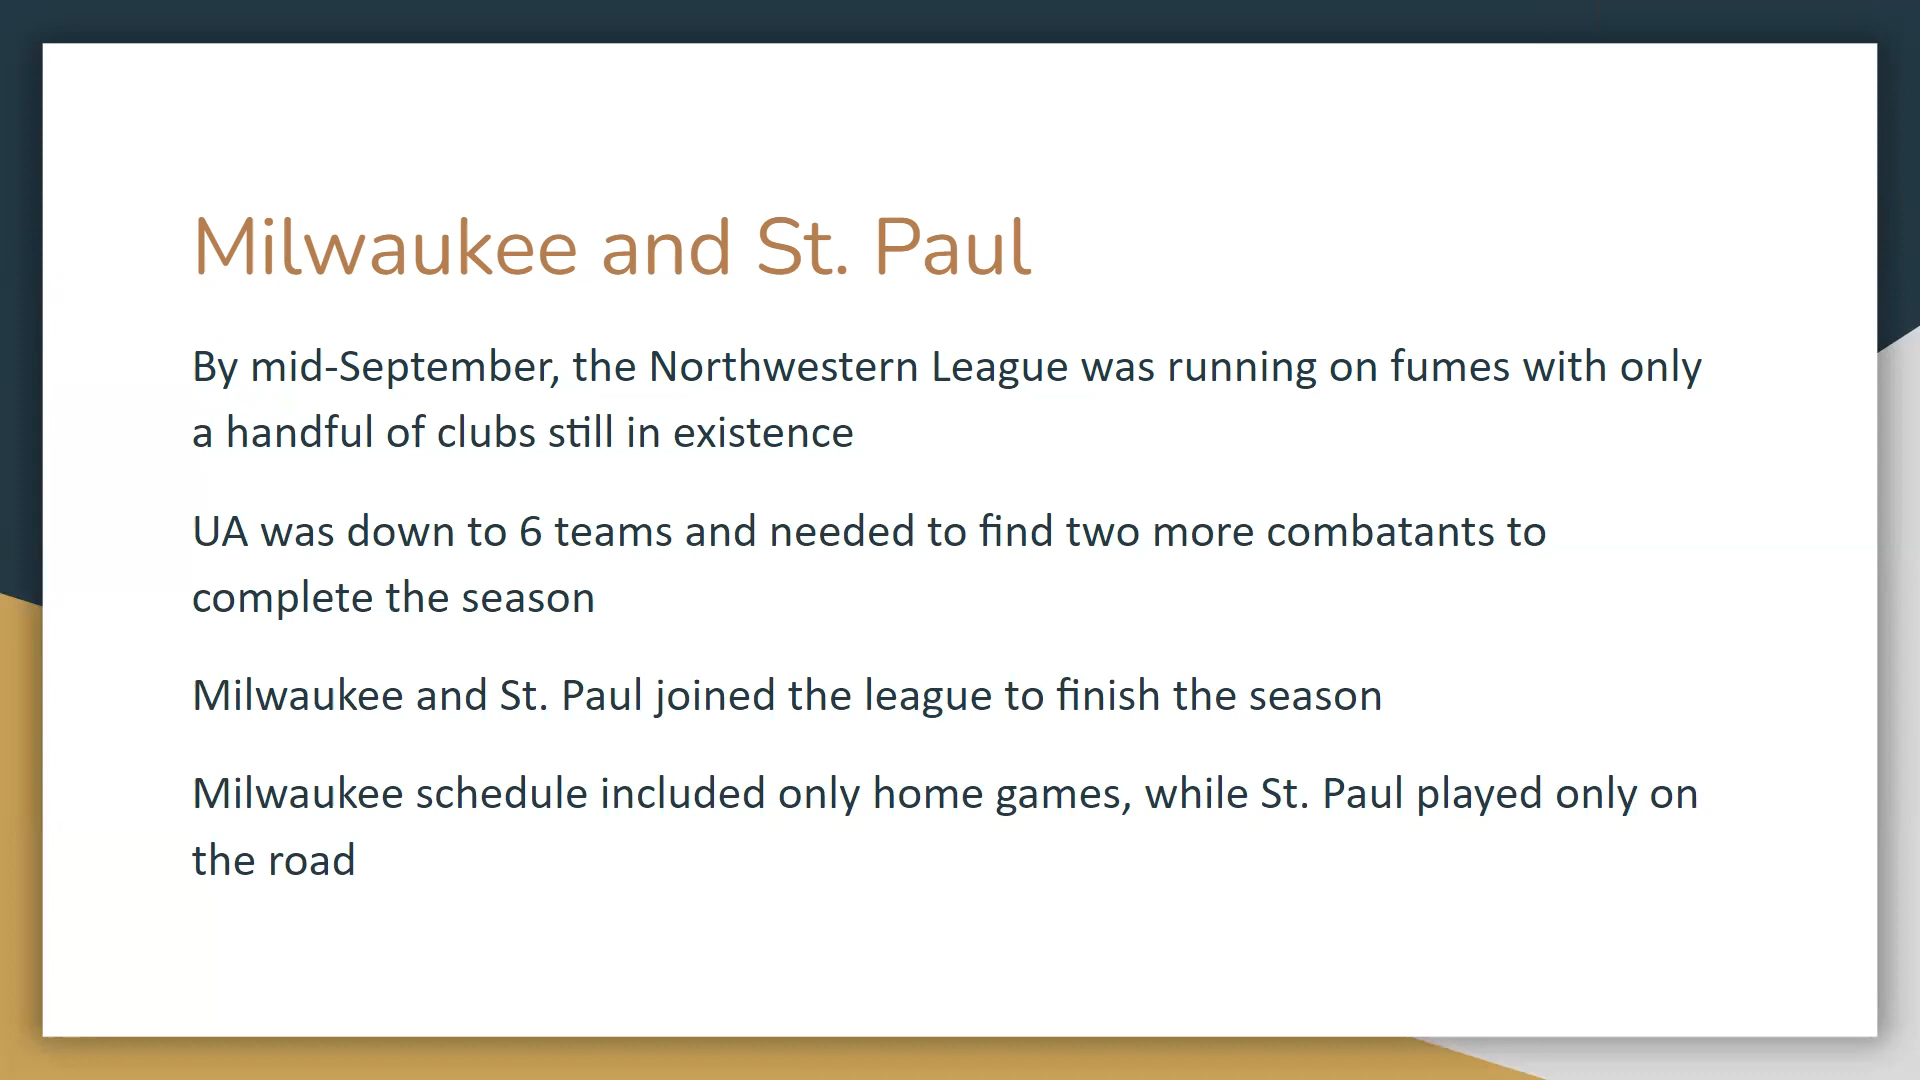 Milwaukee and St. Paul
By mid-September, the Northwestern League was running on fumes with only
a handful of clubs still in existence
UA was down to 6 teams and needed to find two more combatants to
complete the season
Milwaukee and St. Paul joined the league to finish the season
Milwaukee schedule included only home games, while St. Paul played only on
the road